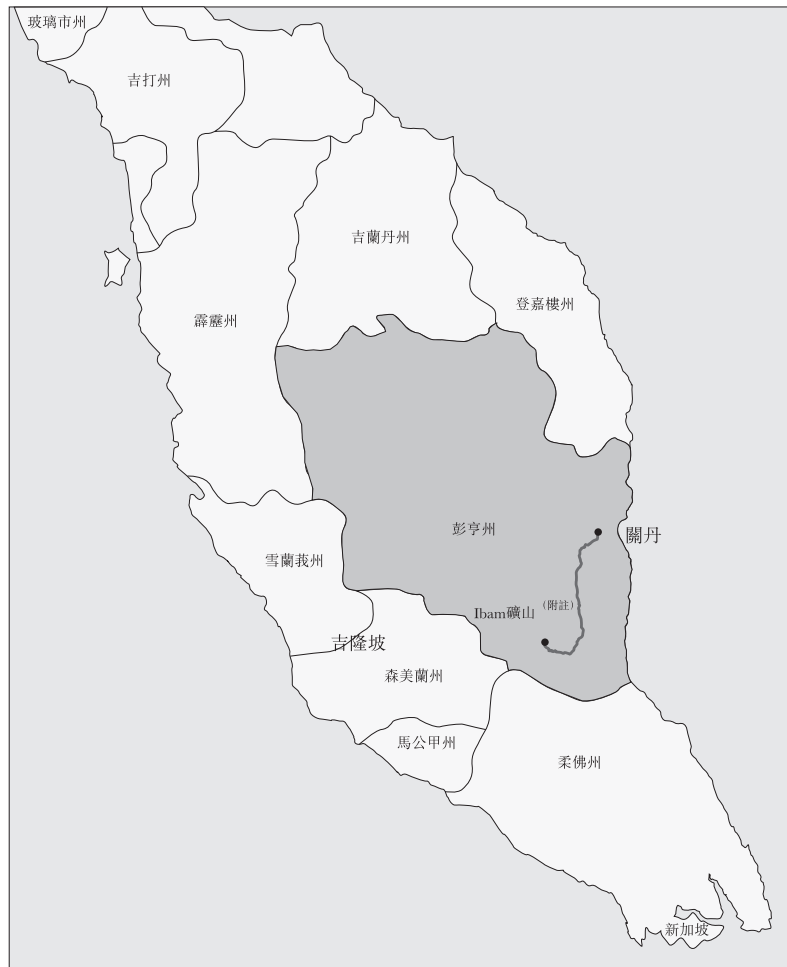 玻璃市州
吉打州
吉蘭丹州
登嘉樓州
霹靂州
彭亨州
關丹
雪蘭莪州
Ibam礦山（附註）
吉隆坡
森美蘭州
馬公甲州
柔佛州
新加坡